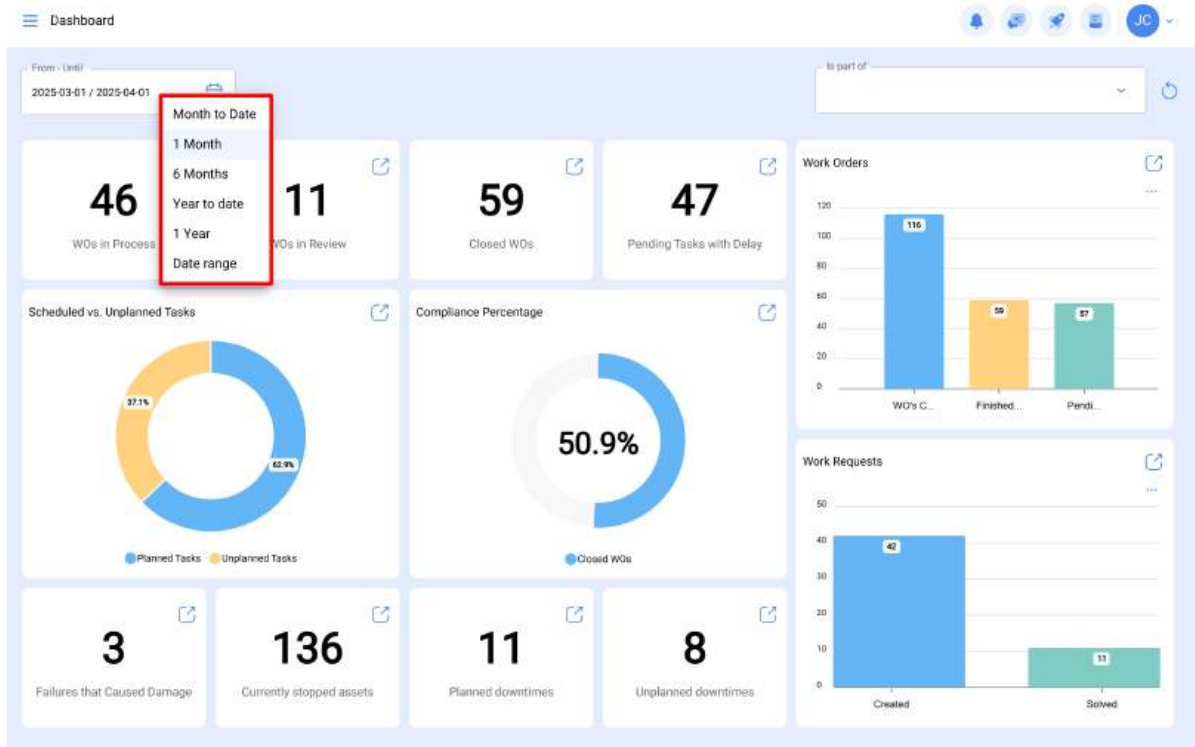 Dashboard
JC
From - Until
2025-03-01 / 2025-04-01
Is part of
Month to Date
1 Month
6 Months
Year to date
1 Year
Date range
46
WOs in Process
11
WOs in Review
59
Closed WOs
47
Pending Tasks with Delay
Work Orders
...
120
100
80
60
40
20
0
116
59
57
WO's C...
Finished...
Pendi...
Scheduled vs. Unplanned Tasks
37.1%
62.9%
Planned Tasks
Unplanned Tasks
Compliance Percentage
50.9%
Closed WOs
Work Requests
...
50
40
30
20
10
0
42
11
Created
Solved
3
Failures that Caused Damage
136
Currently stopped assets
11
Planned downtimes
8
Unplanned downtimes